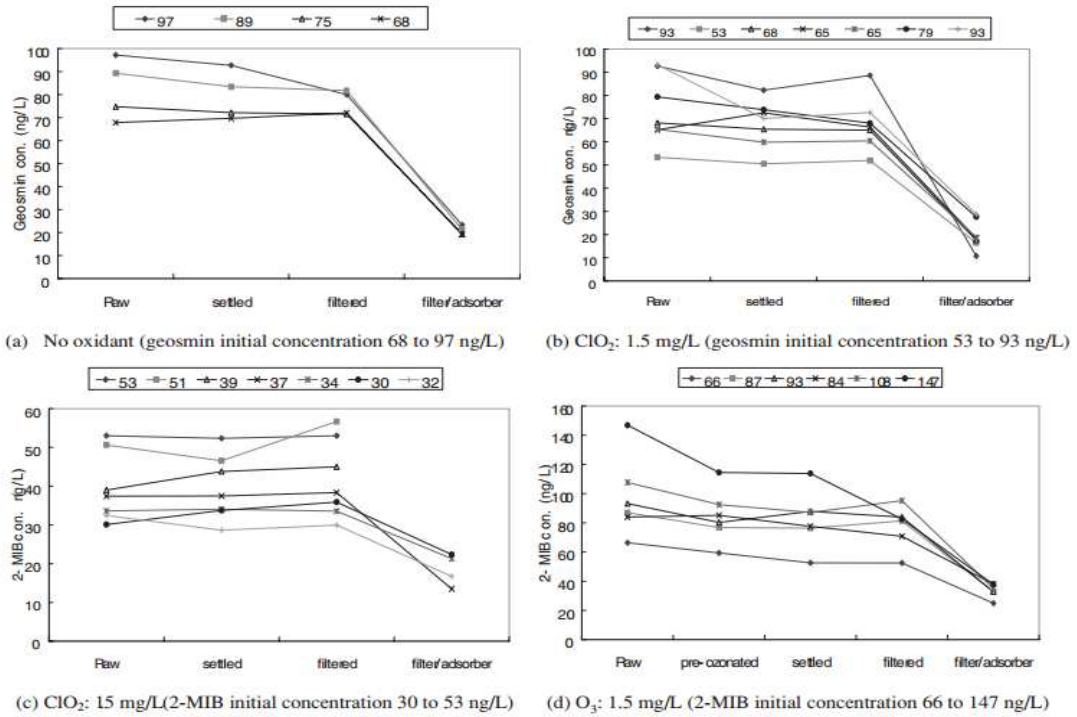 97 89 75 68
Geosmin con. (ng/L)
100
90
80
70
60
50
40
30
20
10
0
Raw settled filtered filter/adsorber
(a) No oxidant (geosmin initial concentration 68 to 97 ng/L)
93 53 68 65 65 79 93
Geosmin con. ng/L)
100
90
80
70
60
50
40
30
20
10
0
Raw settled filtered filter/adsorber
(b) ClO₂: 1.5 mg/L (geosmin initial concentration 53 to 93 ng/L)
53 51 39 37 34 30 32
2-MIB con. ng/L)
60
50
40
30
20
10
0
Raw settled filtered filter/adsorber
(c) ClO₂: 15 mg/L(2-MIB initial concentration 30 to 53 ng/L)
66 87 93 84 108 147
2-MIB con. (ng/L)
160
140
120
100
80
60
40
20
0
Raw pre-ozonated settled filtered filter/adsorber
(d) O₃: 1.5 mg/L (2-MIB initial concentration 66 to 147 ng/L)